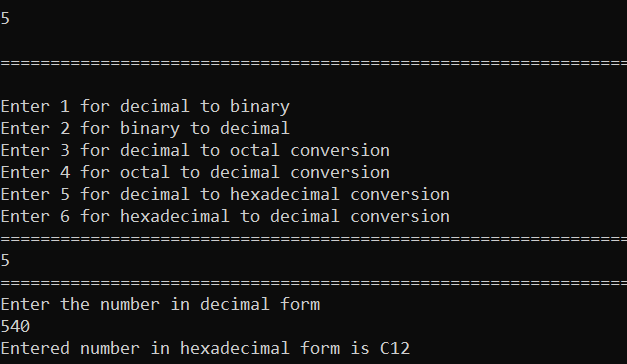 5
===============================================================
Enter 1 for decimal to binary
Enter 2 for binary to decimal
Enter 3 for decimal to octal conversion
Enter 4 for octal to decimal conversion
Enter 5 for decimal to hexadecimal conversion
Enter 6 for hexadecimal to decimal conversion
===============================================================
5
===============================================================
Enter the number in decimal form
540
Entered number in hexadecimal form is C12